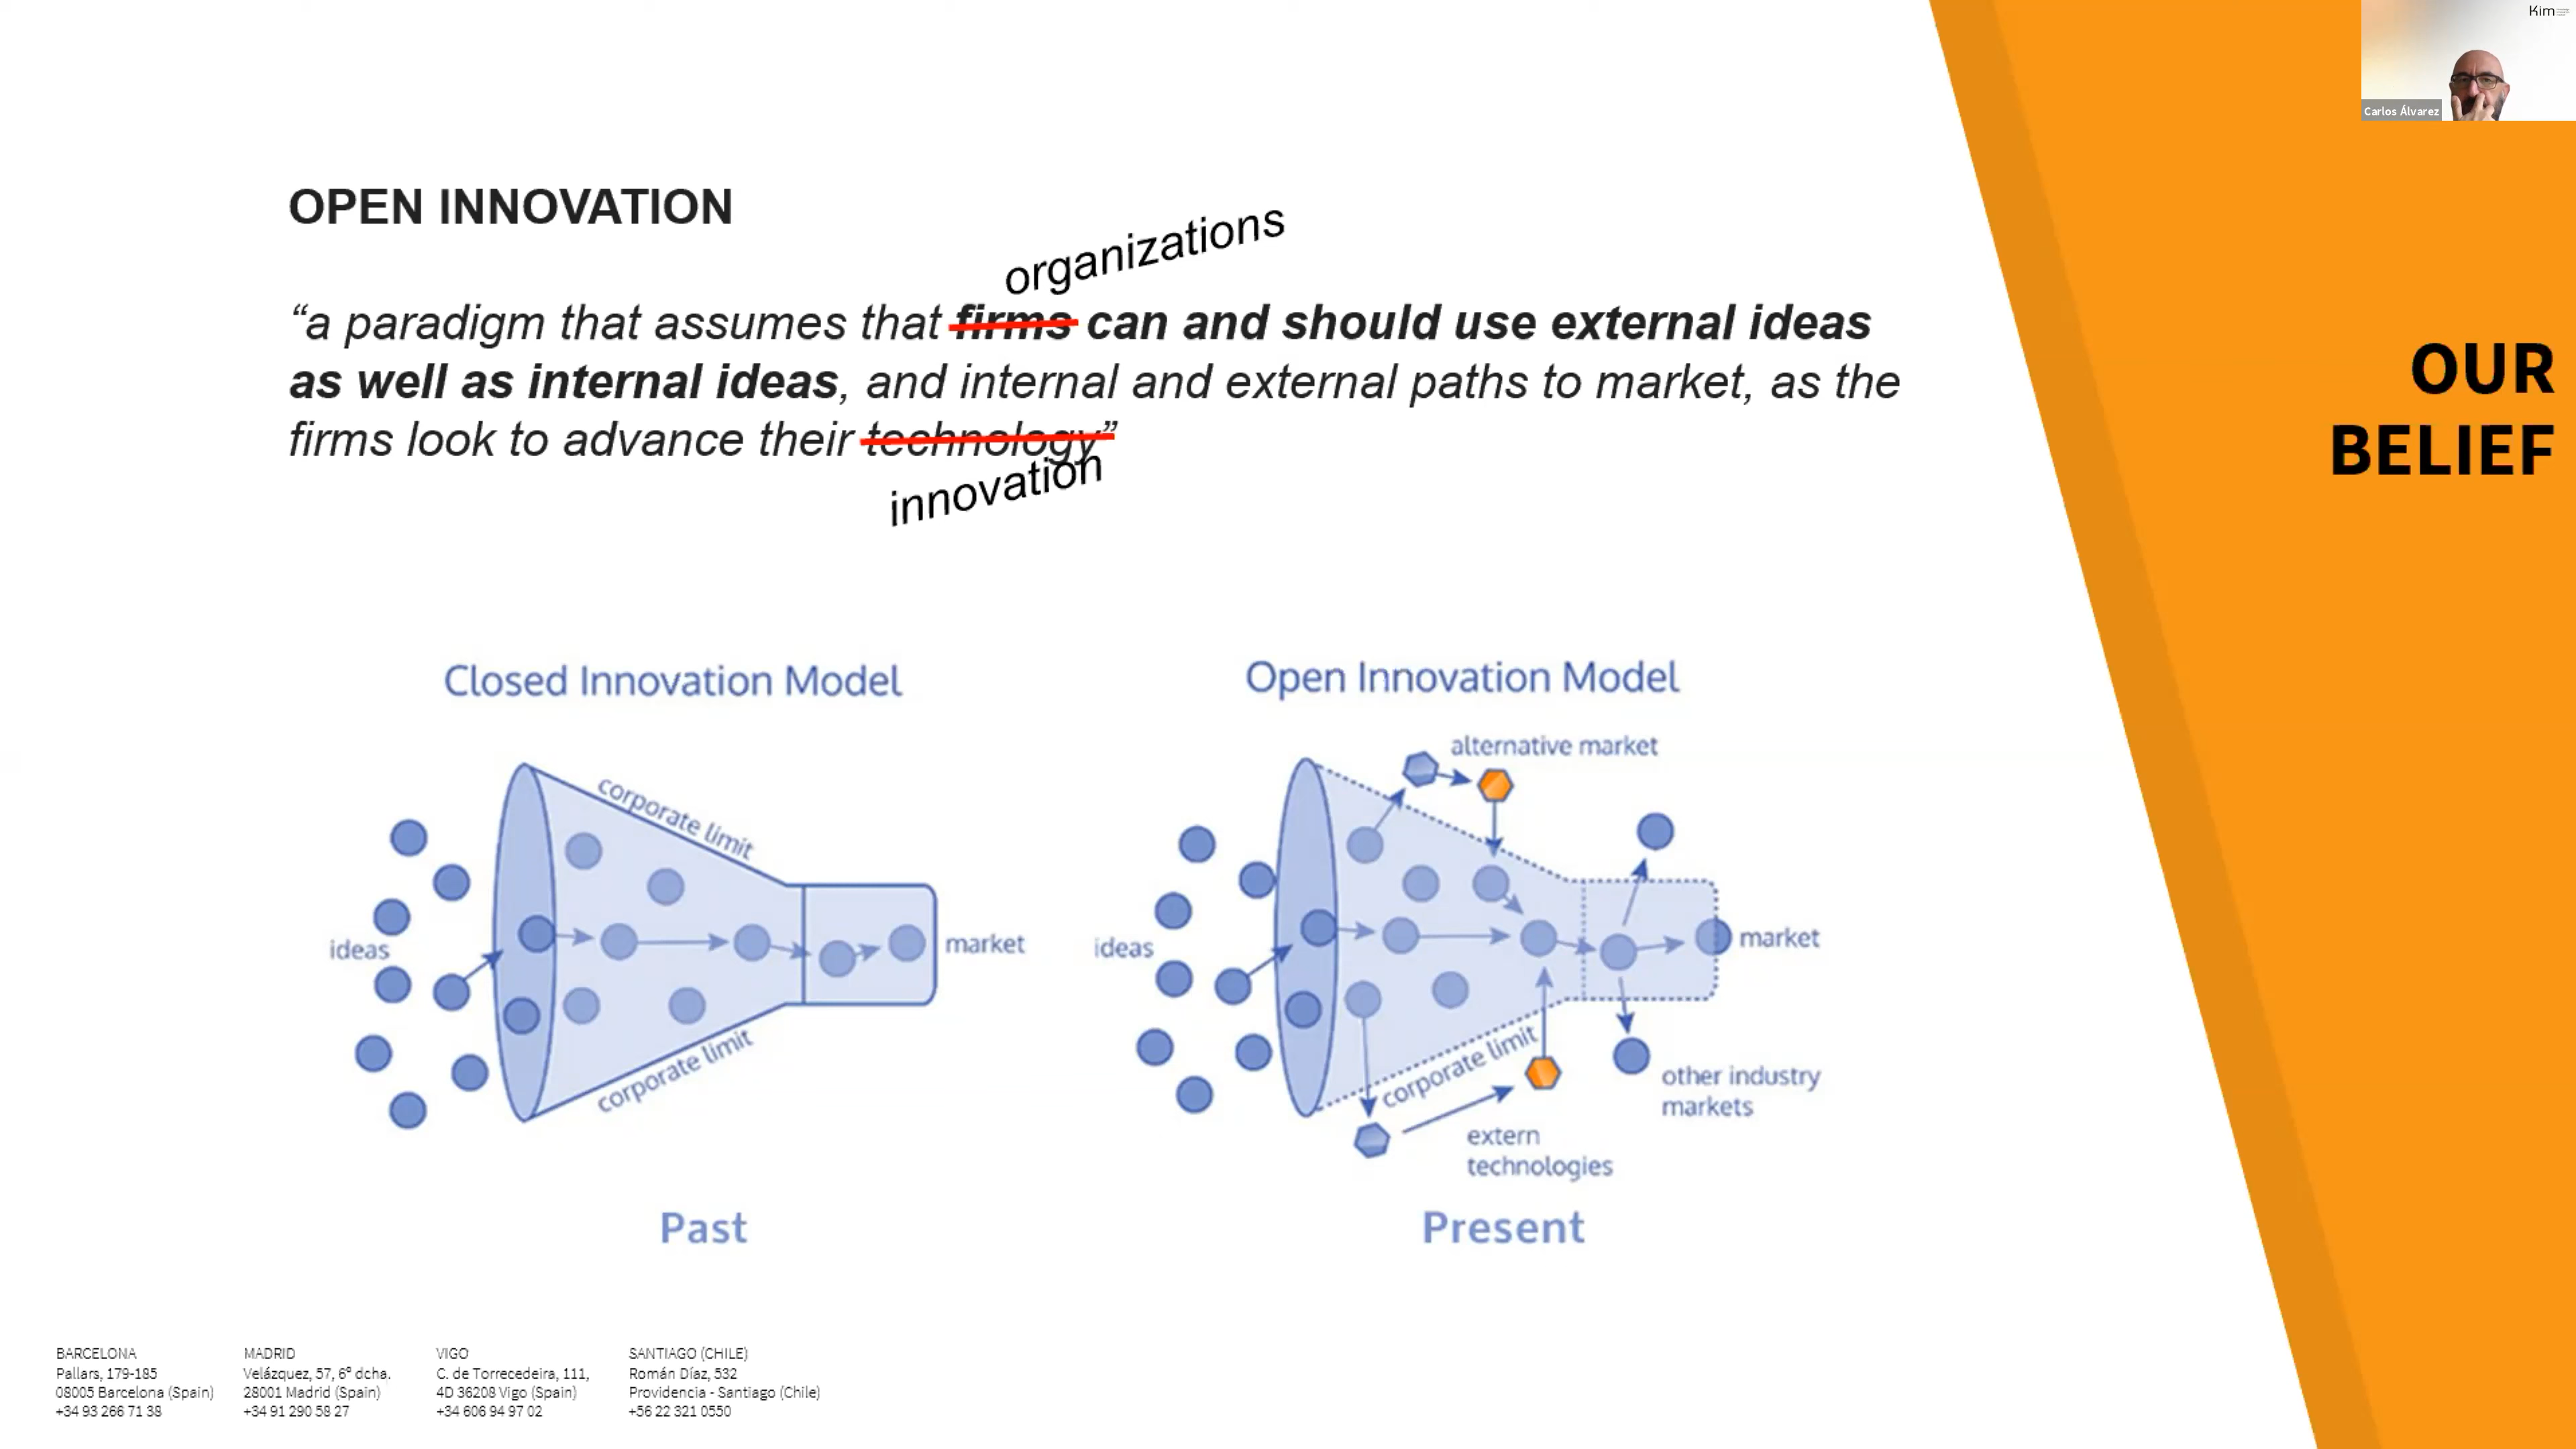 Kim
Carlos Álvarez
OUR
BELIEF
OPEN INNOVATION
organizations
“a paradigm that assumes that firms can and should use external ideas
as well as internal ideas, and internal and external paths to market, as the
firms look to advance their technology”
innovation
Closed Innovation Model
corporate limit
ideas
market
corporate limit
Past
Open Innovation Model
alternative market
ideas
market
corporate limit
other industry
markets
extern
technologies
Present
BARCELONA
Pallars, 179-185
08005 Barcelona (Spain)
+34 93 266 71 38
MADRID
Velázquez, 57, 6º dcha.
28001 Madrid (Spain)
+34 91 290 58 27
VIGO
C. de Torrecedeira, 111,
4D 36208 Vigo (Spain)
+34 606 94 97 02
SANTIAGO (CHILE)
Román Díaz, 532
Providencia - Santiago (Chile)
+56 22 321 0550